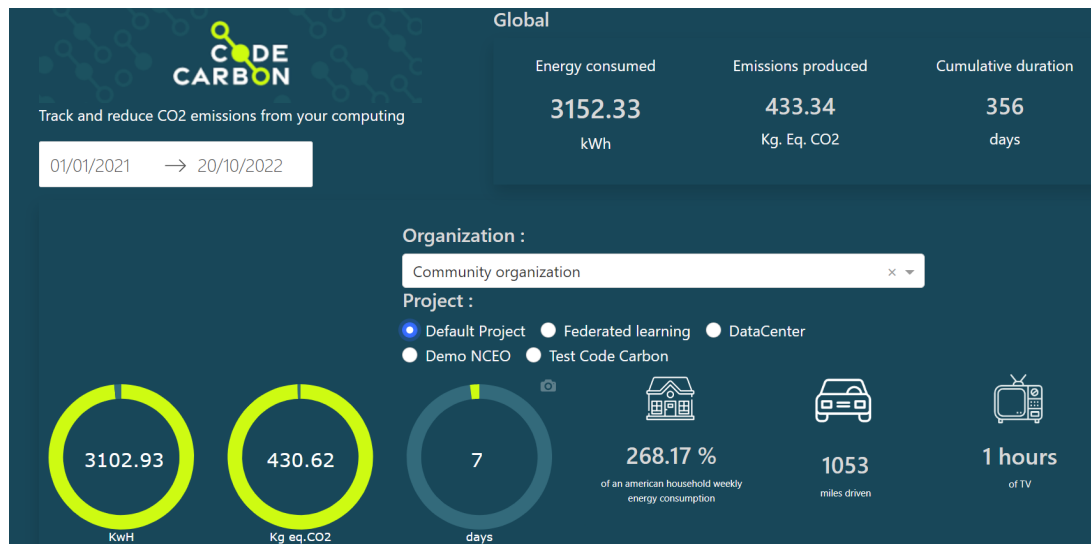 CODE
CARBON
Track and reduce CO2 emissions from your computing
01/01/2021 → 20/10/2022
Global
Energy consumed
3152.33
kWh
Emissions produced
433.34
Kg. Eq. CO2
Cumulative duration
356
days
Organization :
Community organization
Project :
Default Project Federated learning DataCenter
Demo NCEO Test Code Carbon
3102.93
KwH
430.62
Kg eq.CO2
7
days
268.17 %
of an american household weekly
energy consumption
1053
miles driven
1 hours
of TV